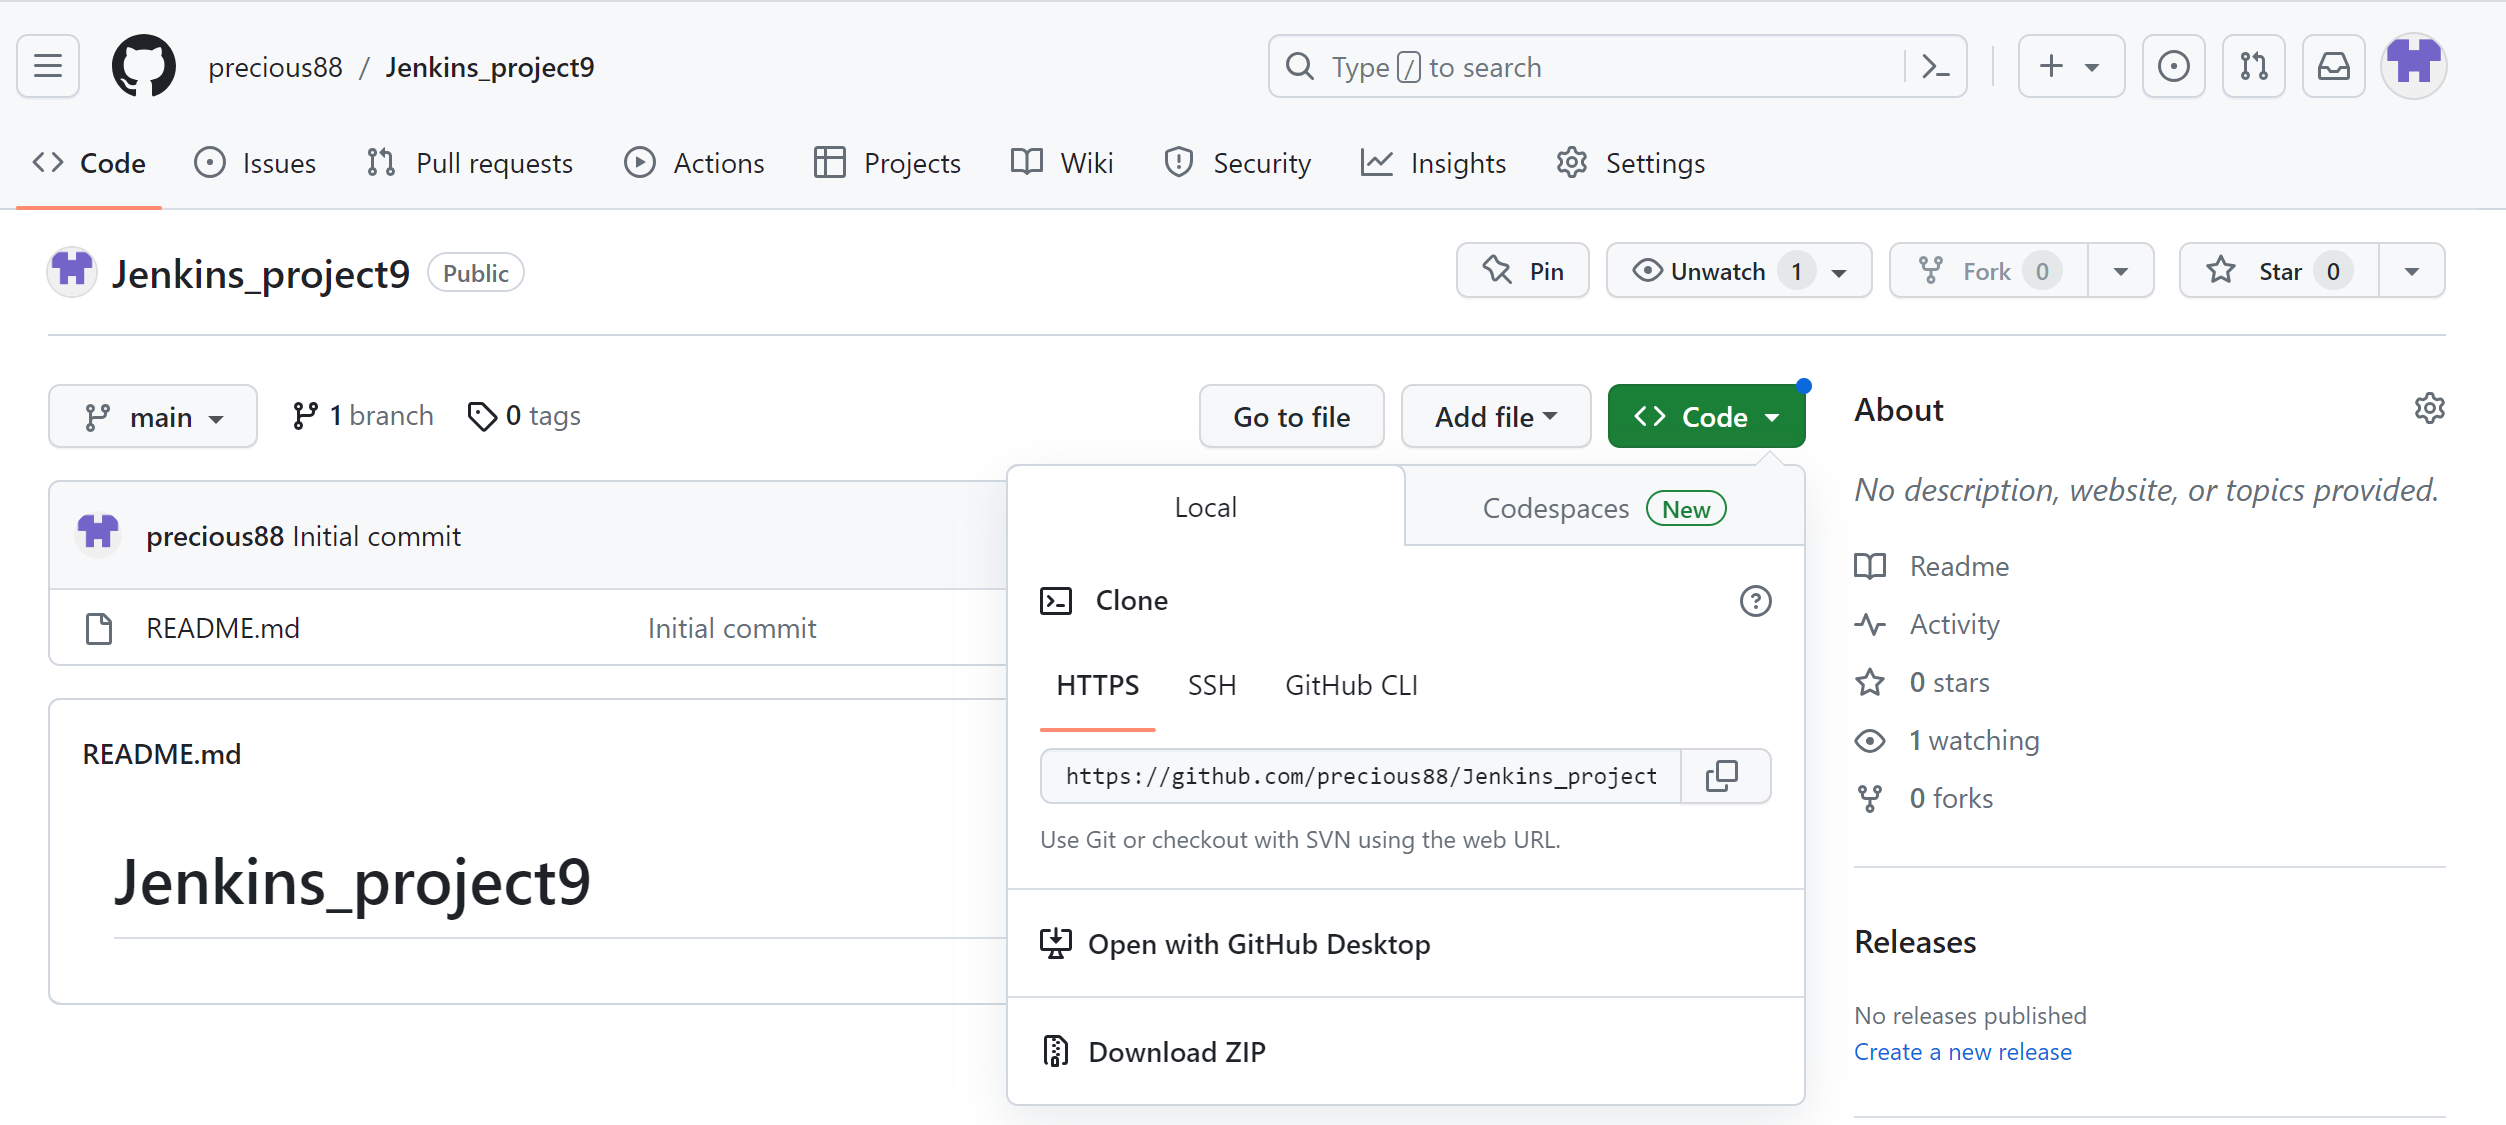 precious88 / Jenkins_project9
Type / to search
Code Issues Pull requests Actions Projects Wiki Security Insights Settings
Jenkins_project9 Public
Pin Unwatch 1 Fork 0 Star 0
main 1 branch 0 tags
Go to file Add file Code
precious88 Initial commit
README.md Initial commit
README.md
Jenkins_project9
Local Codespaces New
Clone
HTTPS SSH GitHub CLI
https://github.com/precious88/Jenkins_project
Use Git or checkout with SVN using the web URL.
Open with GitHub Desktop
Download ZIP
About
No description, website, or topics provided.
Readme
Activity
0 stars
1 watching
0 forks
Releases
No releases published
Create a new release